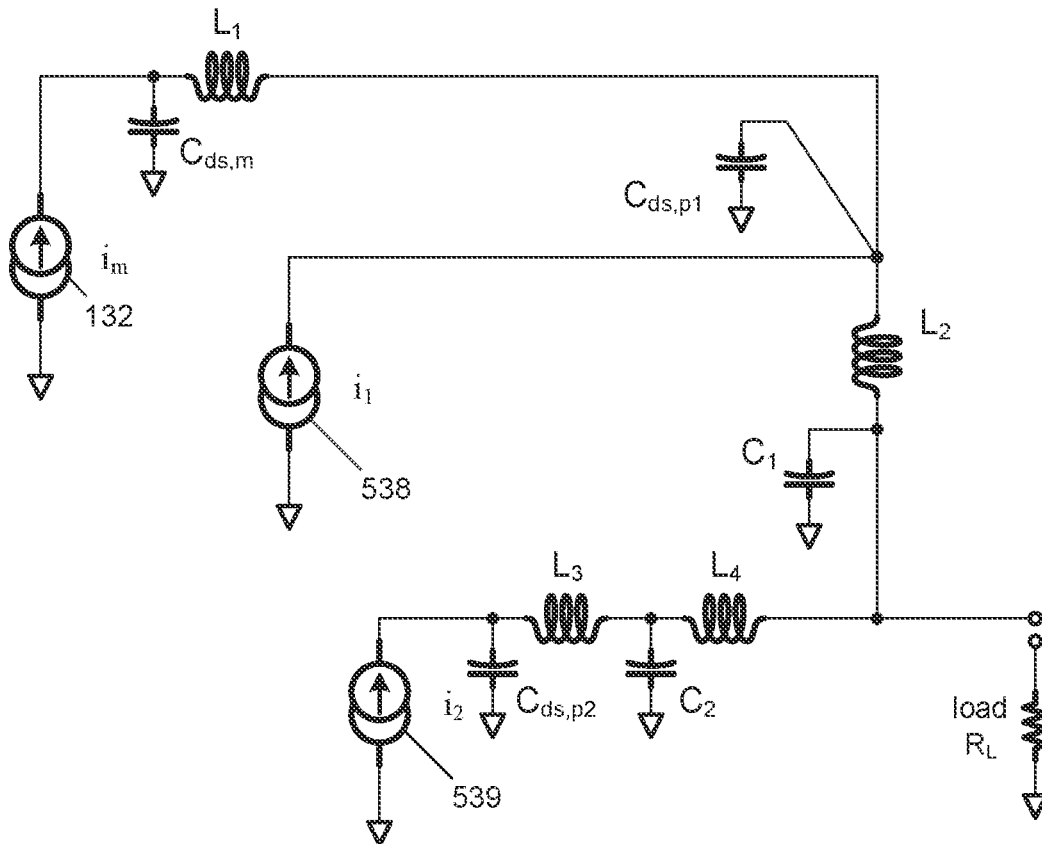 L1
Cds,m
Cds,p1
im
132
L2
i1
538
C1
L3
L4
i2
Cds,p2
C2
load
RL
539